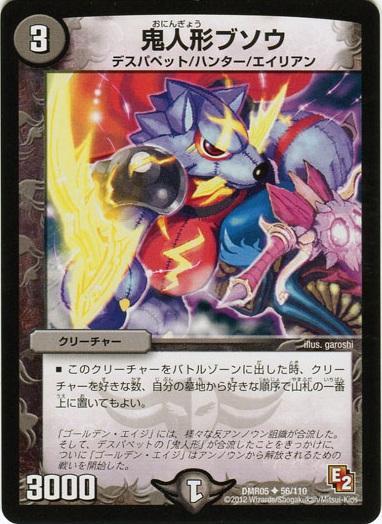 3
おにんぎょう
鬼人形ブソウ
デスパペット/ハンター/エイリアン
illus. garoshi
クリーチャー
■ このクリーチャーをバトルゾーンに出した時、クリー
チャーを好きな数、自分の墓地から好きな順序で山札の一番
上に置いてもよい。
「ゴールデン・エイジ」には、様々な反アンノウン組織が合流した。
そして、デスパペットの「鬼人形」が合流したことをきっかけに、
ついに「ゴールデン・エイジ」はアンノウンから解放されるための
戦いを開始した。
3000
DMR05 ◆ 56/110
©2012 Wizards/Shogakukan/Mitsui-Kids
E2